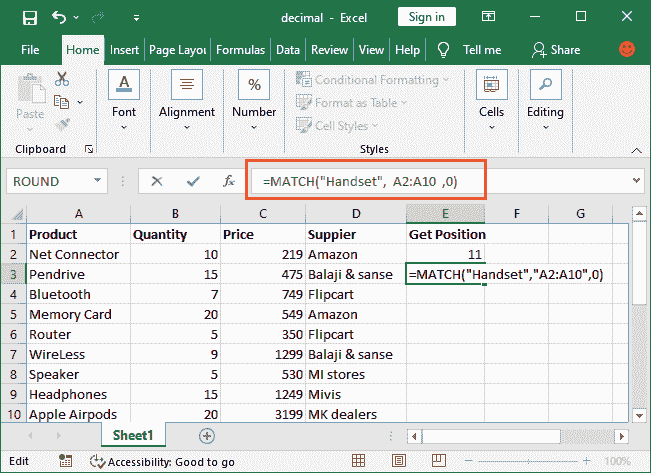 decimal - Excel Sign in
File Home Insert Page Layou Formulas Data Review View Help Tell me Share
Paste
Clipboard
Font
Alignment
%
Number
Conditional Formatting
Format as Table
Cell Styles
Styles
Cells
Editing
ROUND fx =MATCH("Handset", A2:A10 ,0)
A B C D E F G
1 Product Quantity Price Suppier Get Position
2 Net Connector 10 219 Amazon 11
3 Pendrive 15 475 Balaji & sanse =MATCH("Handset","A2:A10",0)
4 Bluetooth 7 749 Flipcart
5 Memory Card 20 549 Amazon
6 Router 5 350 Flipcart
7 WireLess 9 1299 Balaji & sanse
8 Speaker 5 530 MI stores
9 Headphones 15 1249 Mivis
10 Apple Airpods 20 3199 MK dealers
Sheet1
Edit Accessibility: Good to go 100%